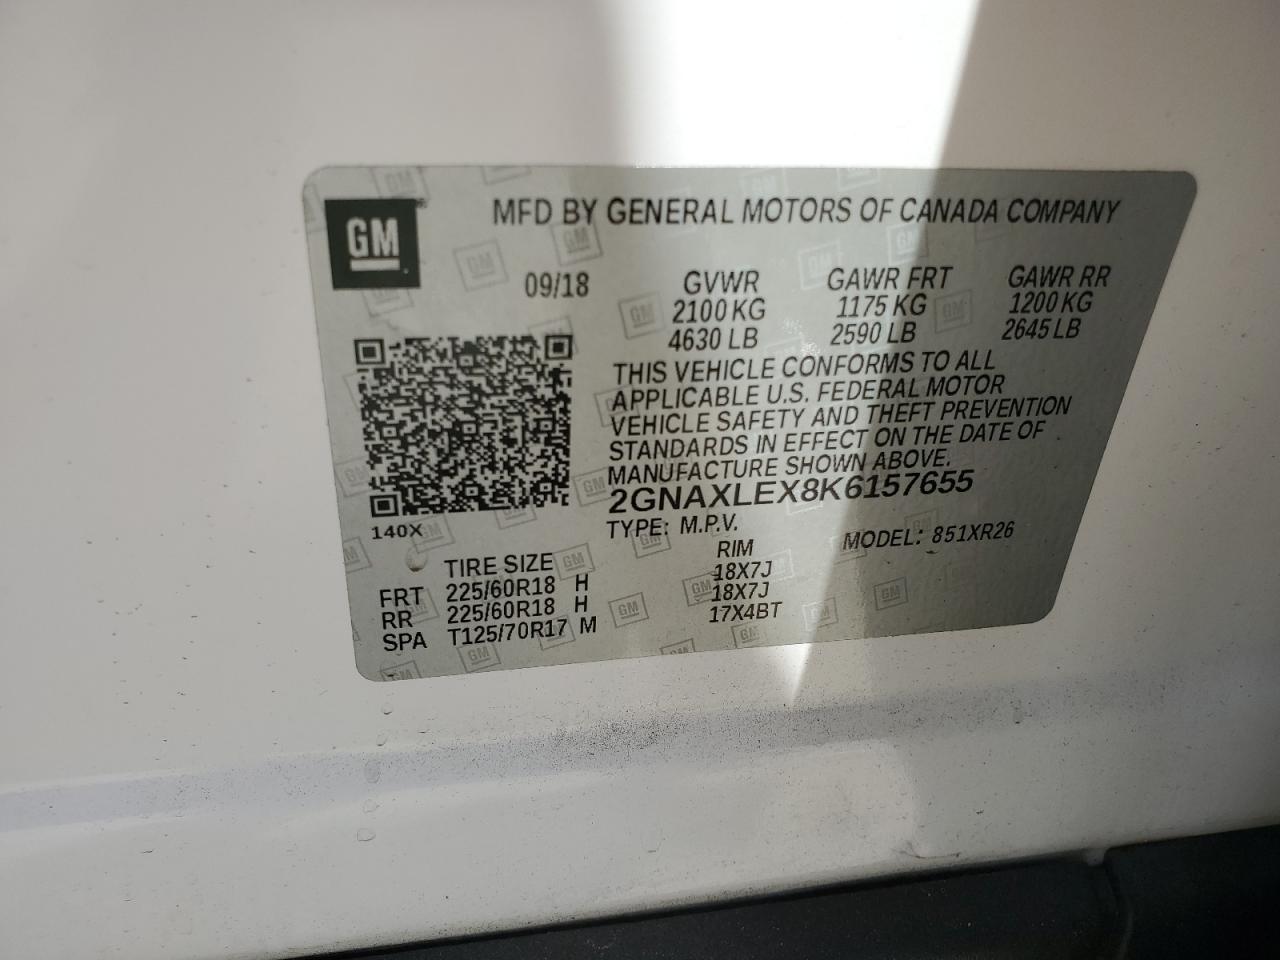 GM
MFD BY GENERAL MOTORS OF CANADA COMPANY
09/18 GVWR GAWR FRT GAWR RR
2100 KG 1175 KG 1200 KG
4630 LB 2590 LB 2645 LB
THIS VEHICLE CONFORMS TO ALL
APPLICABLE U.S. FEDERAL MOTOR
VEHICLE SAFETY AND THEFT PREVENTION
STANDARDS IN EFFECT ON THE DATE OF
MANUFACTURE SHOWN ABOVE.
2GNAXLEX8K6157655
140X
TYPE: M.P.V. MODEL: 851XR26
TIRE SIZE RIM
FRT 225/60R18 H 18X7J
RR 225/60R18 H 18X7J
SPA T125/70R17 M 17X4BT